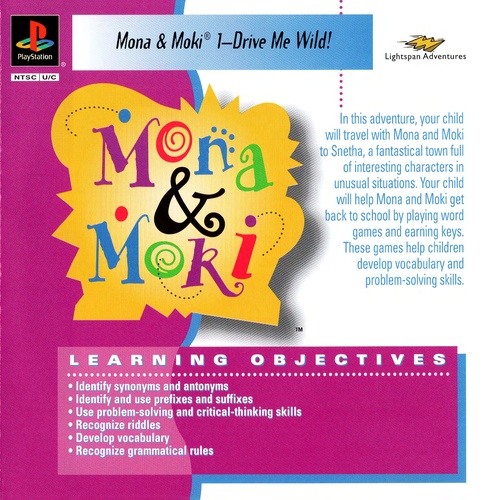 PlayStation
NTSC U/C
Mona & Moki® 1–Drive Me Wild!
Lightspan Adventures
Mona
&
Moki
™
In this adventure, your child
will travel with Mona and Moki
to Snetha, a fantastical town full
of interesting characters in
unusual situations. Your child
will help Mona and Moki get
back to school by playing word
games and earning keys.
These games help children
develop vocabulary and
problem-solving skills.
LEARNING OBJECTIVES
• Identify synonyms and antonyms
• Identify and use prefixes and suffixes
• Use problem-solving and critical-thinking skills
• Recognize riddles
• Develop vocabulary
• Recognize grammatical rules